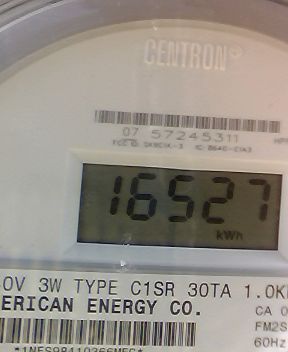 CENTRON
07 57245311
16527
kWh
0V 3W TYPE C1SR 30TA 1.0K
ERICAN ENERGY CO.
CA 0
FM2S
60Hz